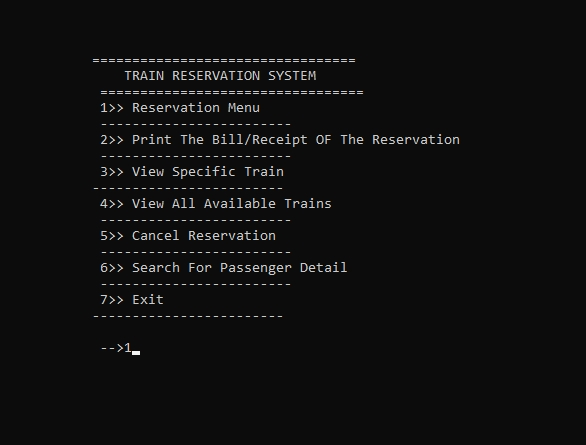 =================================
TRAIN RESERVATION SYSTEM
=================================
1>> Reservation Menu
------------------------
2>> Print The Bill/Receipt OF The Reservation
------------------------
3>> View Specific Train
------------------------
4>> View All Available Trains
------------------------
5>> Cancel Reservation
------------------------
6>> Search For Passenger Detail
------------------------
7>> Exit
------------------------
-->1